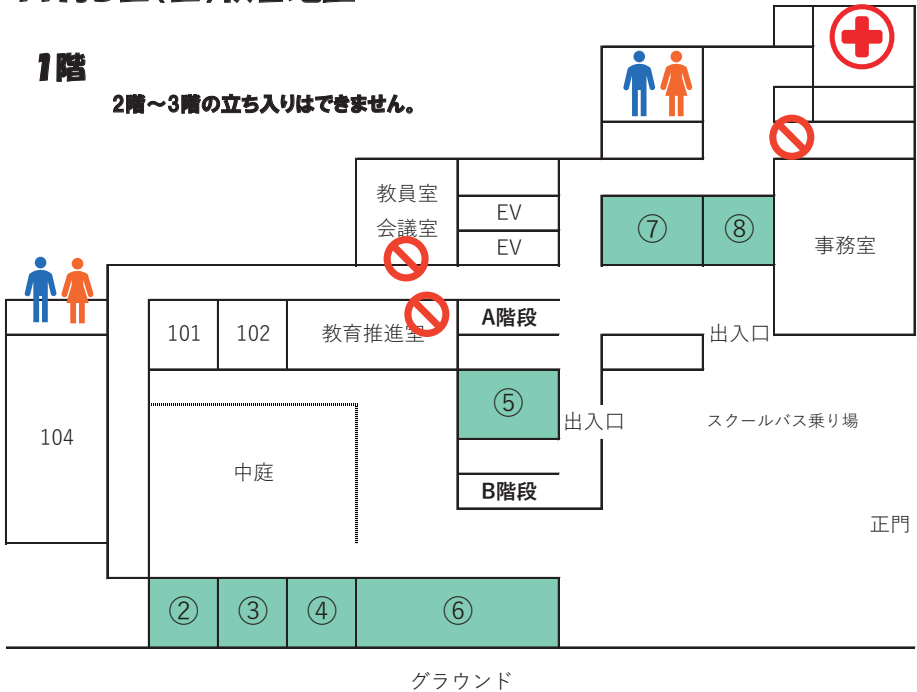 1階
2階～3階の立ち入りはできません。
教員室
会議室
EV
EV
⑦
⑧
事務室
101
102
教育推進室
A階段
出入口
104
⑤
出入口
スクールバス乗り場
中庭
B階段
正門
②
③
④
⑥
グラウンド